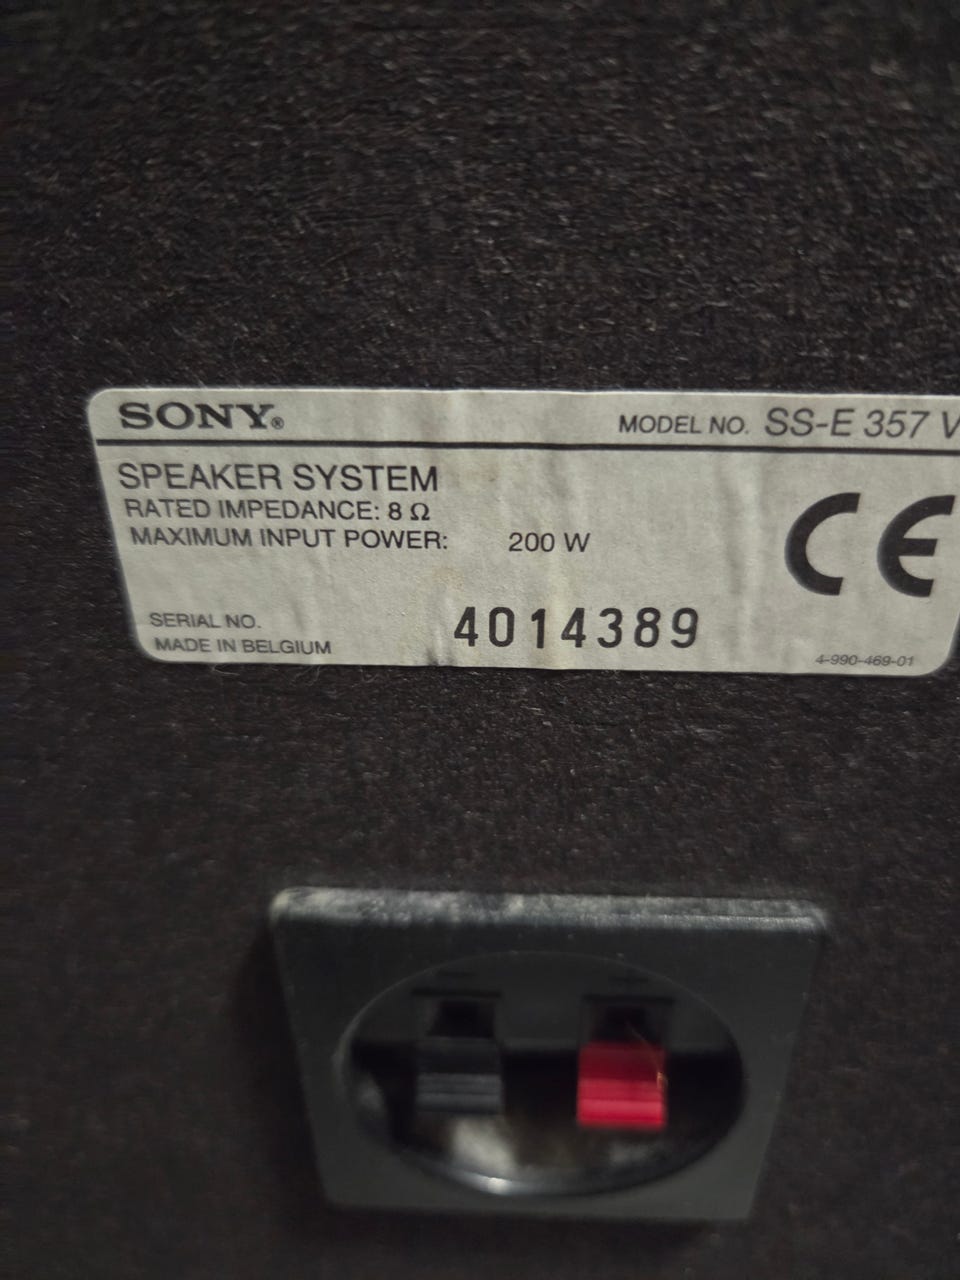 SONY®
MODEL NO. SS-E 357 V
SPEAKER SYSTEM
RATED IMPEDANCE: 8 Ω
MAXIMUM INPUT POWER: 200 W
CE
SERIAL NO. 4014389
MADE IN BELGIUM
4-990-469-01